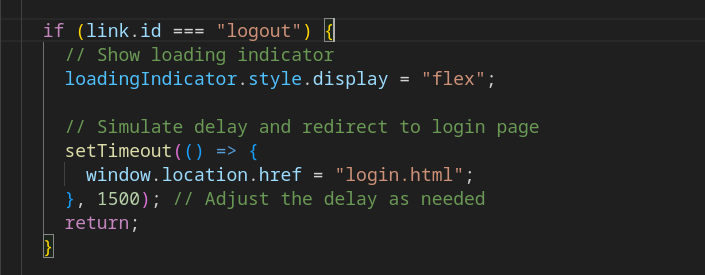 if (link.id === "logout") {
// Show loading indicator
loadingIndicator.style.display = "flex";
// Simulate delay and redirect to login page
setTimeout(() => {
window.location.href = "login.html";
}, 1500); // Adjust the delay as needed
return;
}